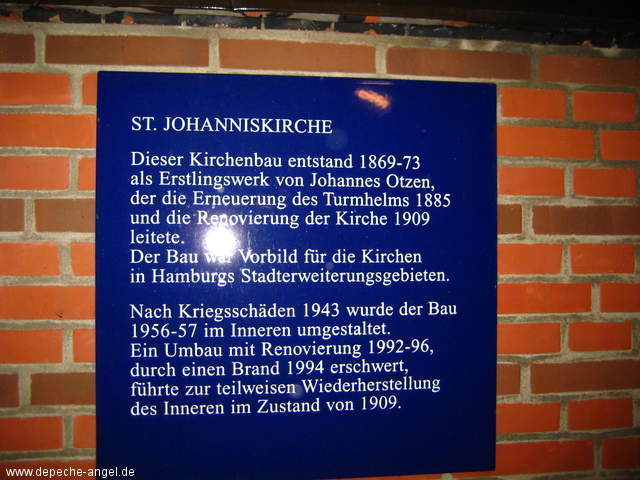 ST. JOHANNISKIRCHE
Dieser Kirchenbau entstand 1869-73
als Erstlingswerk von Johannes Otzen,
der die Erneuerung des Turmhelms 1885
und die Renovierung der Kirche 1909
leitete.
Der Bau war Vorbild für die Kirchen
in Hamburgs Stadterweiterungsgebieten.
Nach Kriegsschäden 1943 wurde der Bau
1956-57 im Inneren umgestaltet.
Ein Umbau mit Renovierung 1992-96,
durch einen Brand 1994 erschwert,
führte zur teilweisen Wiederherstellung
des Inneren im Zustand von 1909.
www.depeche-angel.de